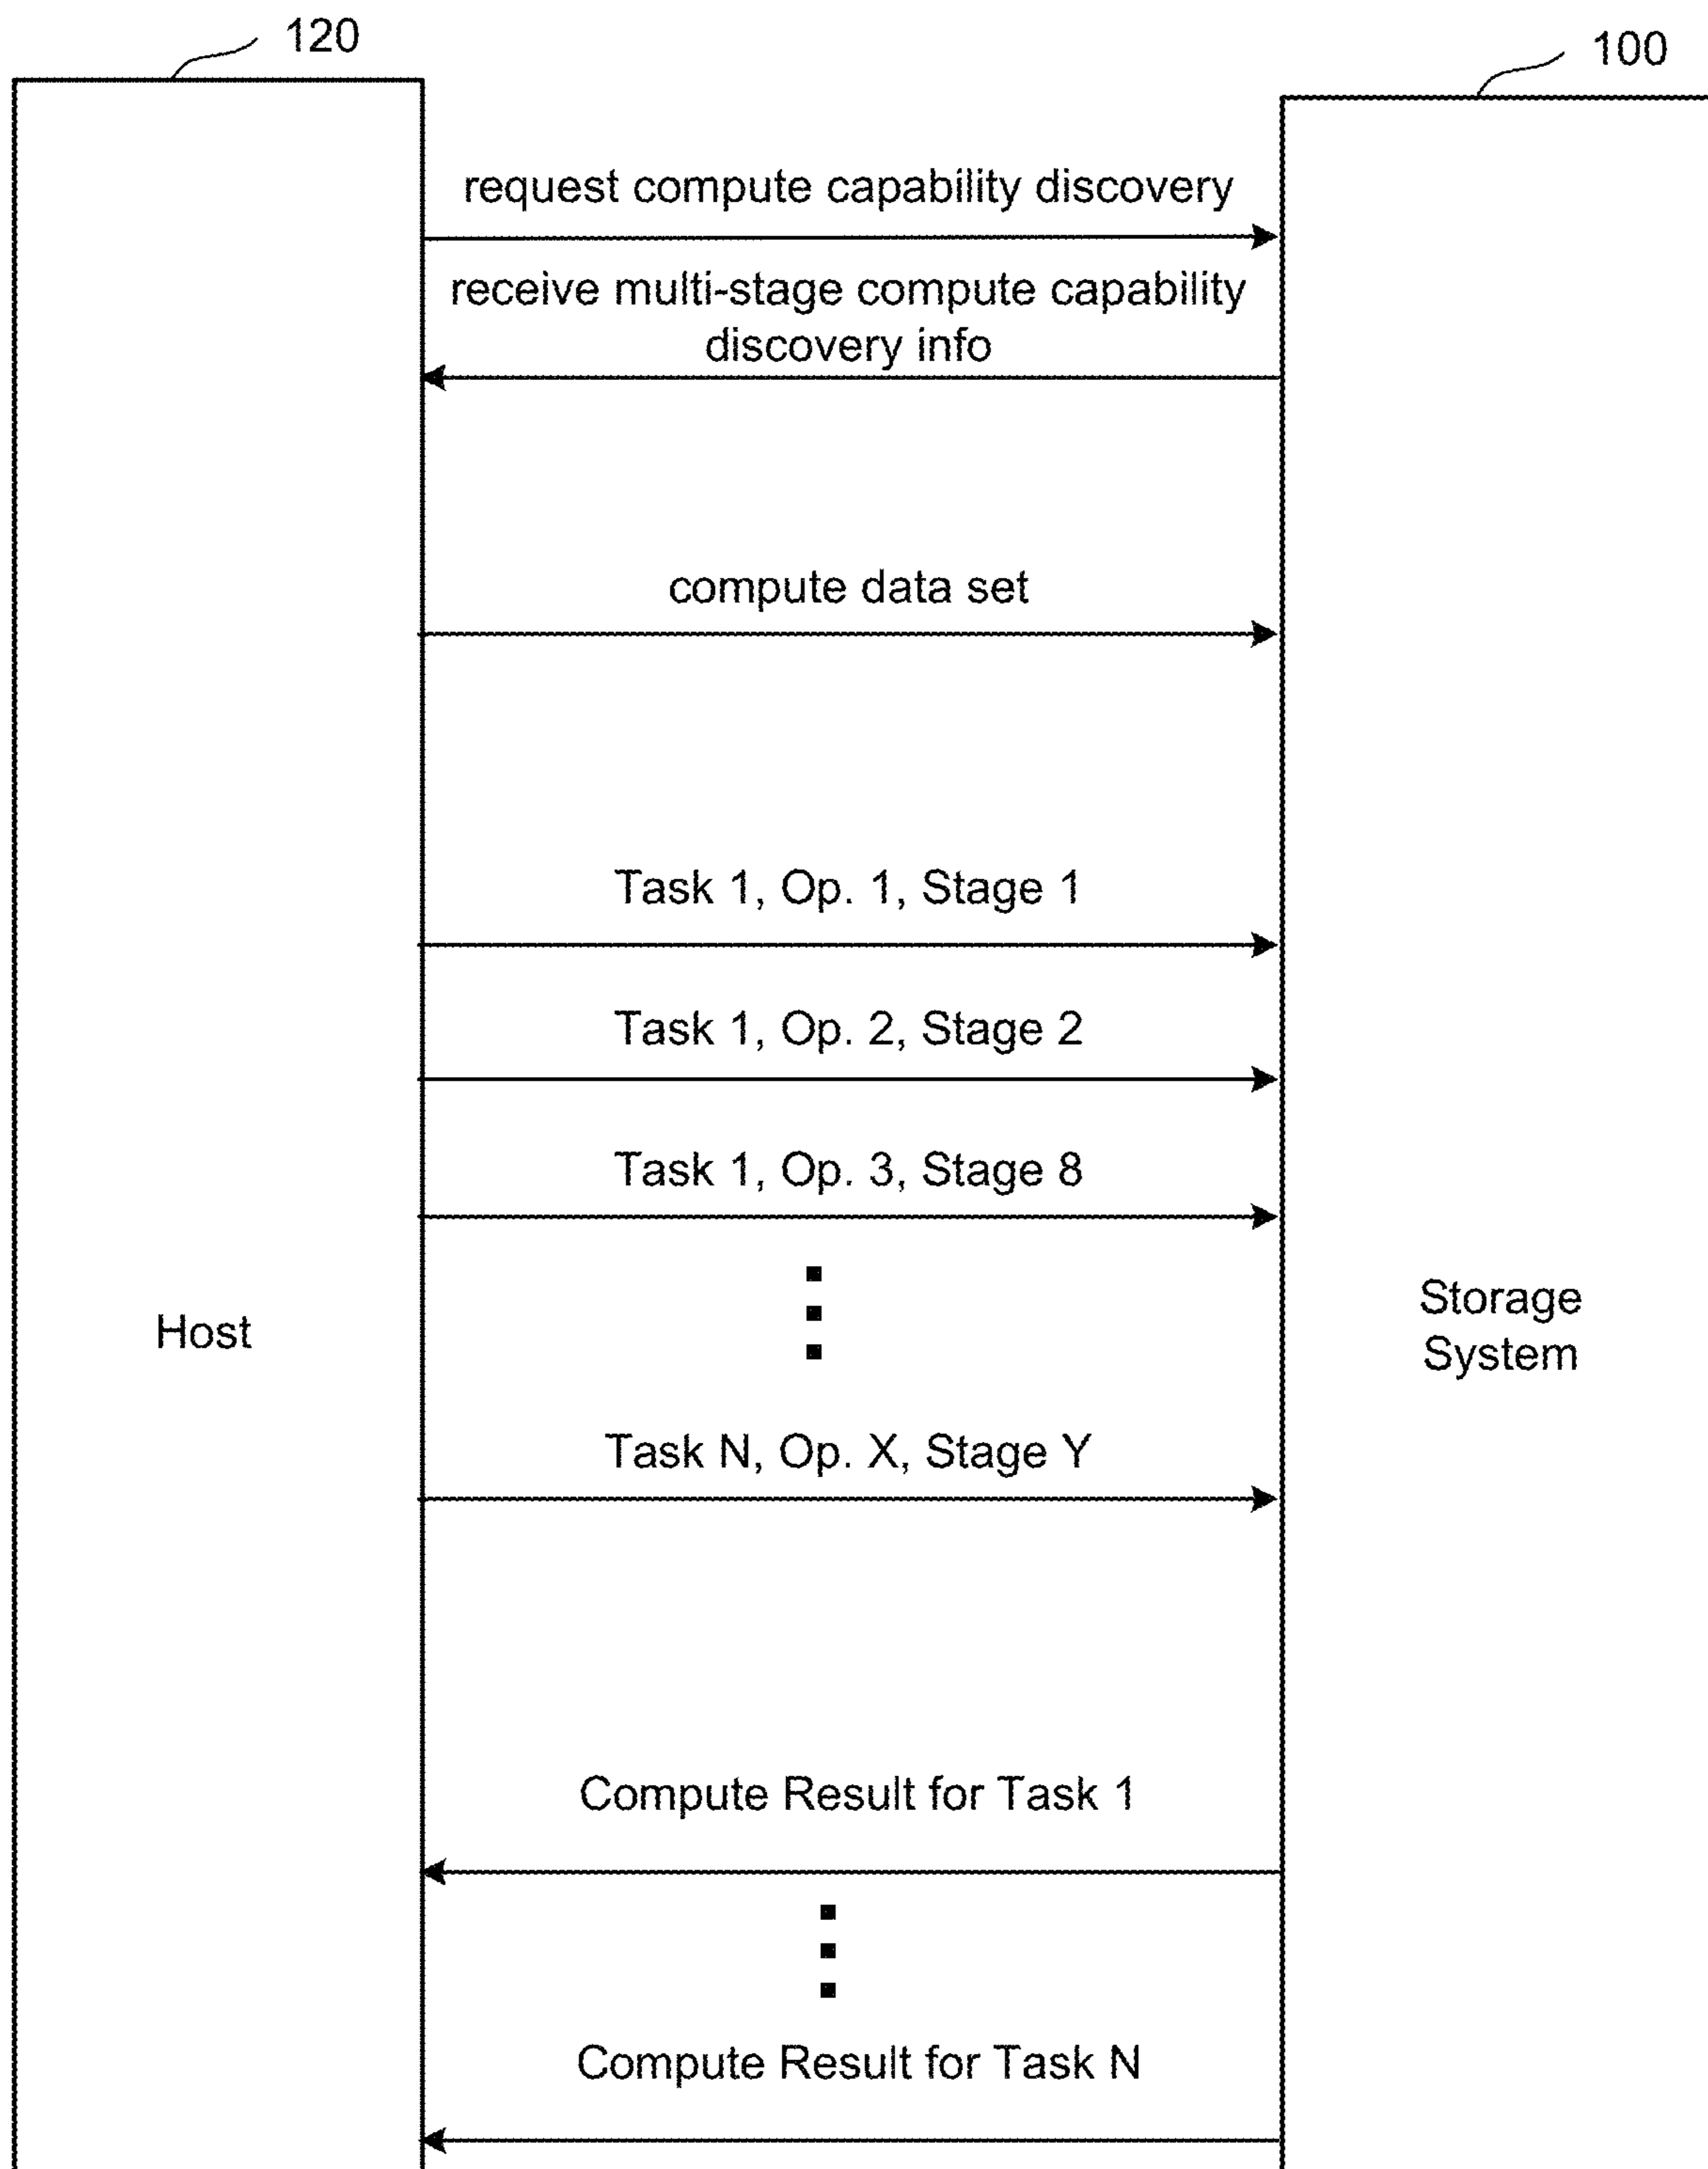 120
100
request compute capability discovery
receive multi-stage compute capability
discovery info
compute data set
Task 1, Op. 1, Stage 1
Task 1, Op. 2, Stage 2
Task 1, Op. 3, Stage 8
Host
Storage
System
Task N, Op. X, Stage Y
Compute Result for Task 1
Compute Result for Task N